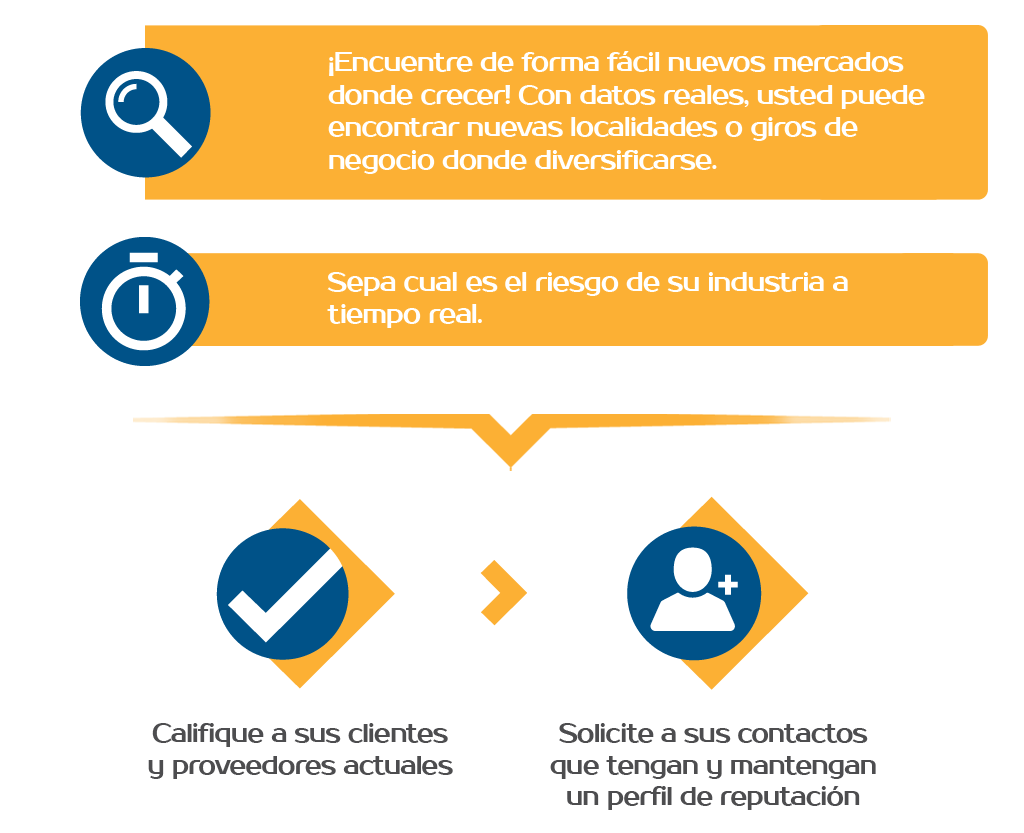 ¡Encuentre de forma fácil nuevos mercados
donde crecer! Con datos reales, usted puede
encontrar nuevas localidades o giros de
negocio donde diversificarse.
Sepa cual es el riesgo de su industria a
tiempo real.
Califique a sus clientes
y proveedores actuales
Solicite a sus contactos
que tengan y mantengan
un perfil de reputación